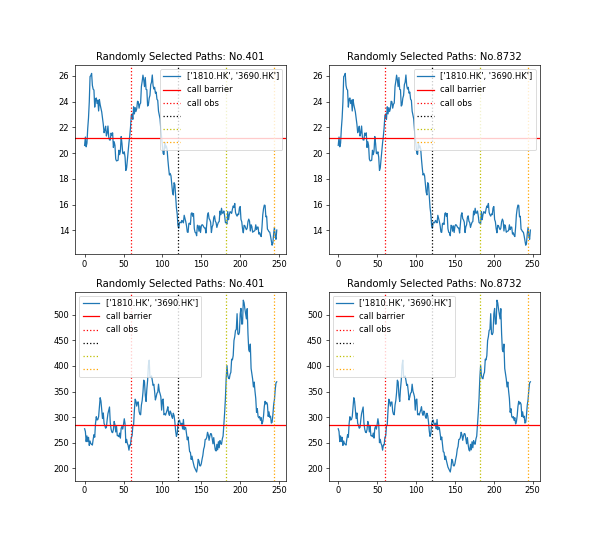 Randomly Selected Paths: No.401
26
24
22
20
18
16
14
0 50 100 150 200 250
['1810.HK', '3690.HK']
call barrier
call obs
Randomly Selected Paths: No.8732
26
24
22
20
18
16
14
0 50 100 150 200 250
['1810.HK', '3690.HK']
call barrier
call obs
Randomly Selected Paths: No.401
500
450
400
350
300
250
200
0 50 100 150 200 250
['1810.HK', '3690.HK']
call barrier
call obs
Randomly Selected Paths: No.8732
500
450
400
350
300
250
200
0 50 100 150 200 250
['1810.HK', '3690.HK']
call barrier
call obs